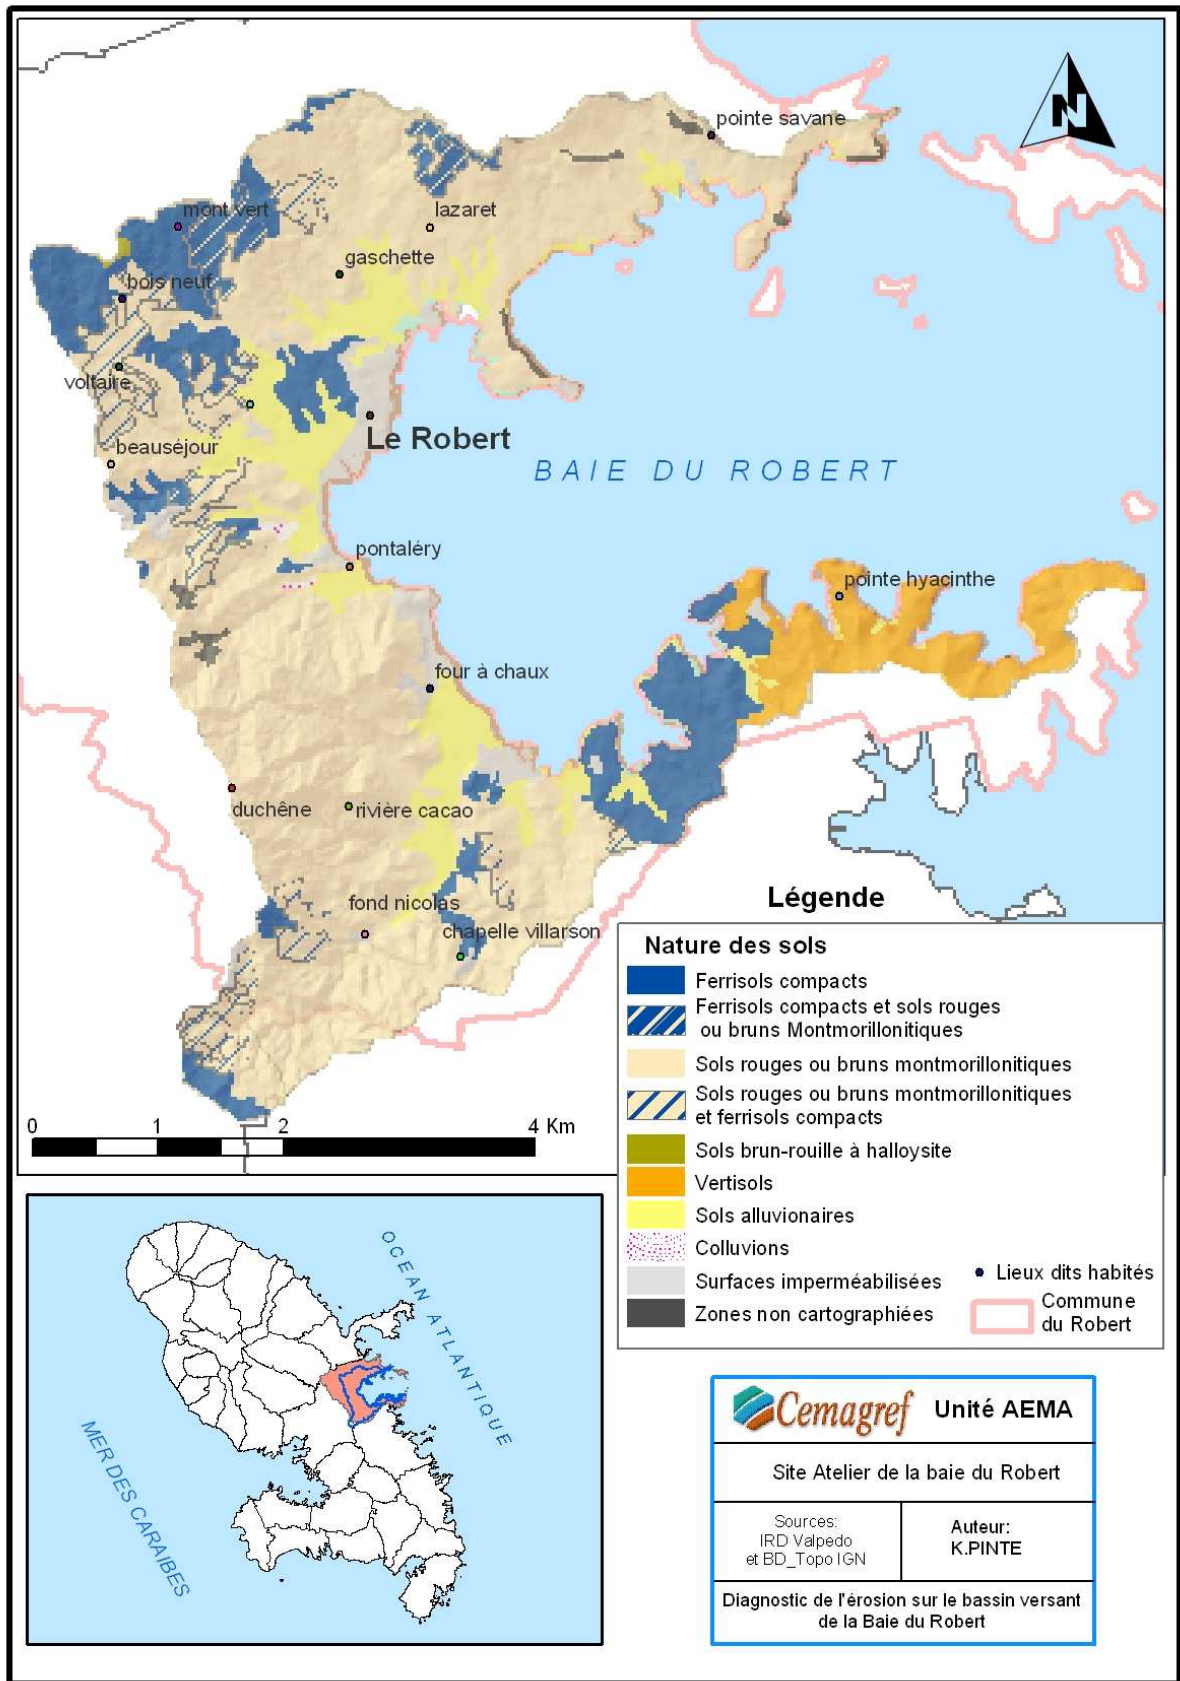 N
pointe savane
mont vert
lazaret
gaschette
bois neuf
voltaire
Le Robert
beauséjour
BAIE DU ROBERT
pontaléry
pointe hyacinthe
four à chaux
duchêne
rivière cacao
fond nicolas
chapelle villarson
0 1 2 4 Km
Légende
Nature des sols
Ferrisols compacts
Ferrisols compacts et sols rouges
ou bruns Montmorillonitiques
Sols rouges ou bruns montmorillonitiques
Sols rouges ou bruns montmorillonitiques
et ferrisols compacts
Sols brun-rouille à halloysite
Vertisols
Sols alluvionaires
Colluvions
Surfaces imperméabilisées
Zones non cartographiées
Lieux dits habités
Commune
du Robert
OCEAN ATLANTIQUE
MER DES CARAIBES
Cemagref Unité AEMA
Site Atelier de la baie du Robert
Sources:
IRD Valpedo
et BD_Topo IGN
Auteur:
K.PINTE
Diagnostic de l'érosion sur le bassin versant
de la Baie du Robert